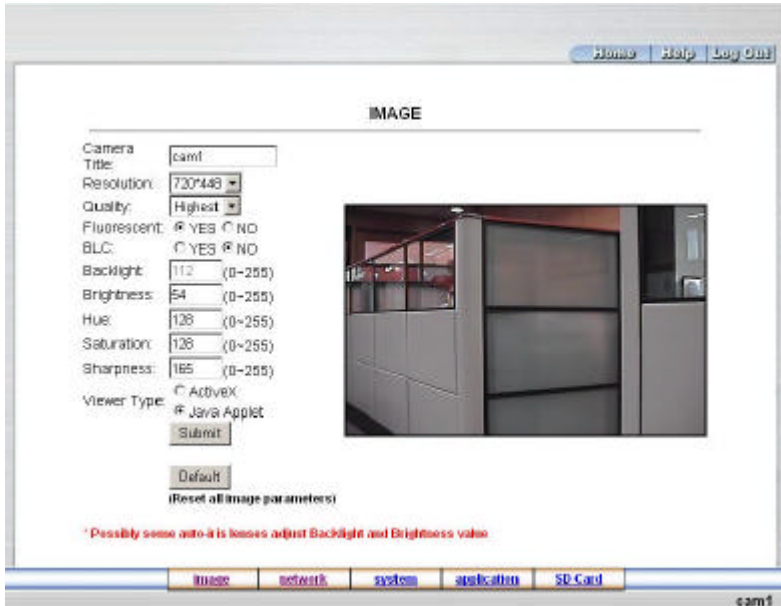 Home Help Log Out
IMAGE
Camera Title: cam1
Resolution: 720*448
Quality: Highest
Fluorescent: YES NO
BLC: YES NO
Backlight: 112 (0~255)
Brightness: 54 (0~255)
Hue: 128 (0~255)
Saturation: 128 (0~255)
Sharpness: 165 (0~255)
Viewer Type: ActiveX
Java Applet
Submit
Default
(Reset all image parameters)
* Possibly some auto-iris lenses adjust Backlight and Brightness value
image network system application SD Card
cam1